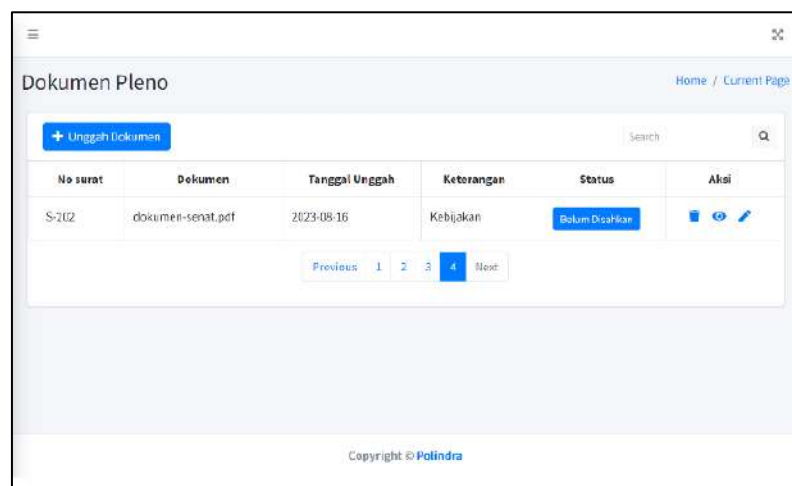 Dokumen Pleno
Home / Current Page
+ Unggah Dokumen
Search
No surat Dokumen Tanggal Unggah Keterangan Status Aksi
S-202 dokumen-senat.pdf 2023-08-16 Kebijakan Belum Disahkan
Previous 1 2 3 4 Next
Copyright © Polindra